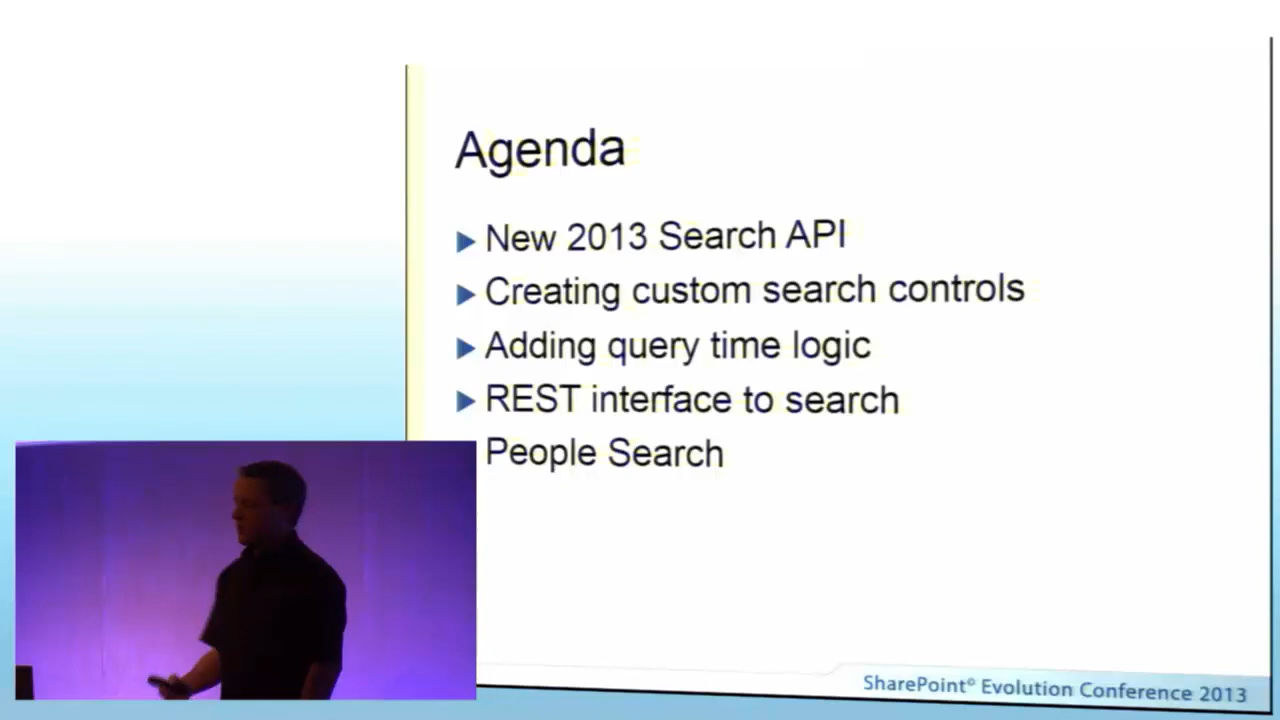 Agenda
New 2013 Search API
Creating custom search controls
Adding query time logic
REST interface to search
People Search
SharePoint® Evolution Conference 2013